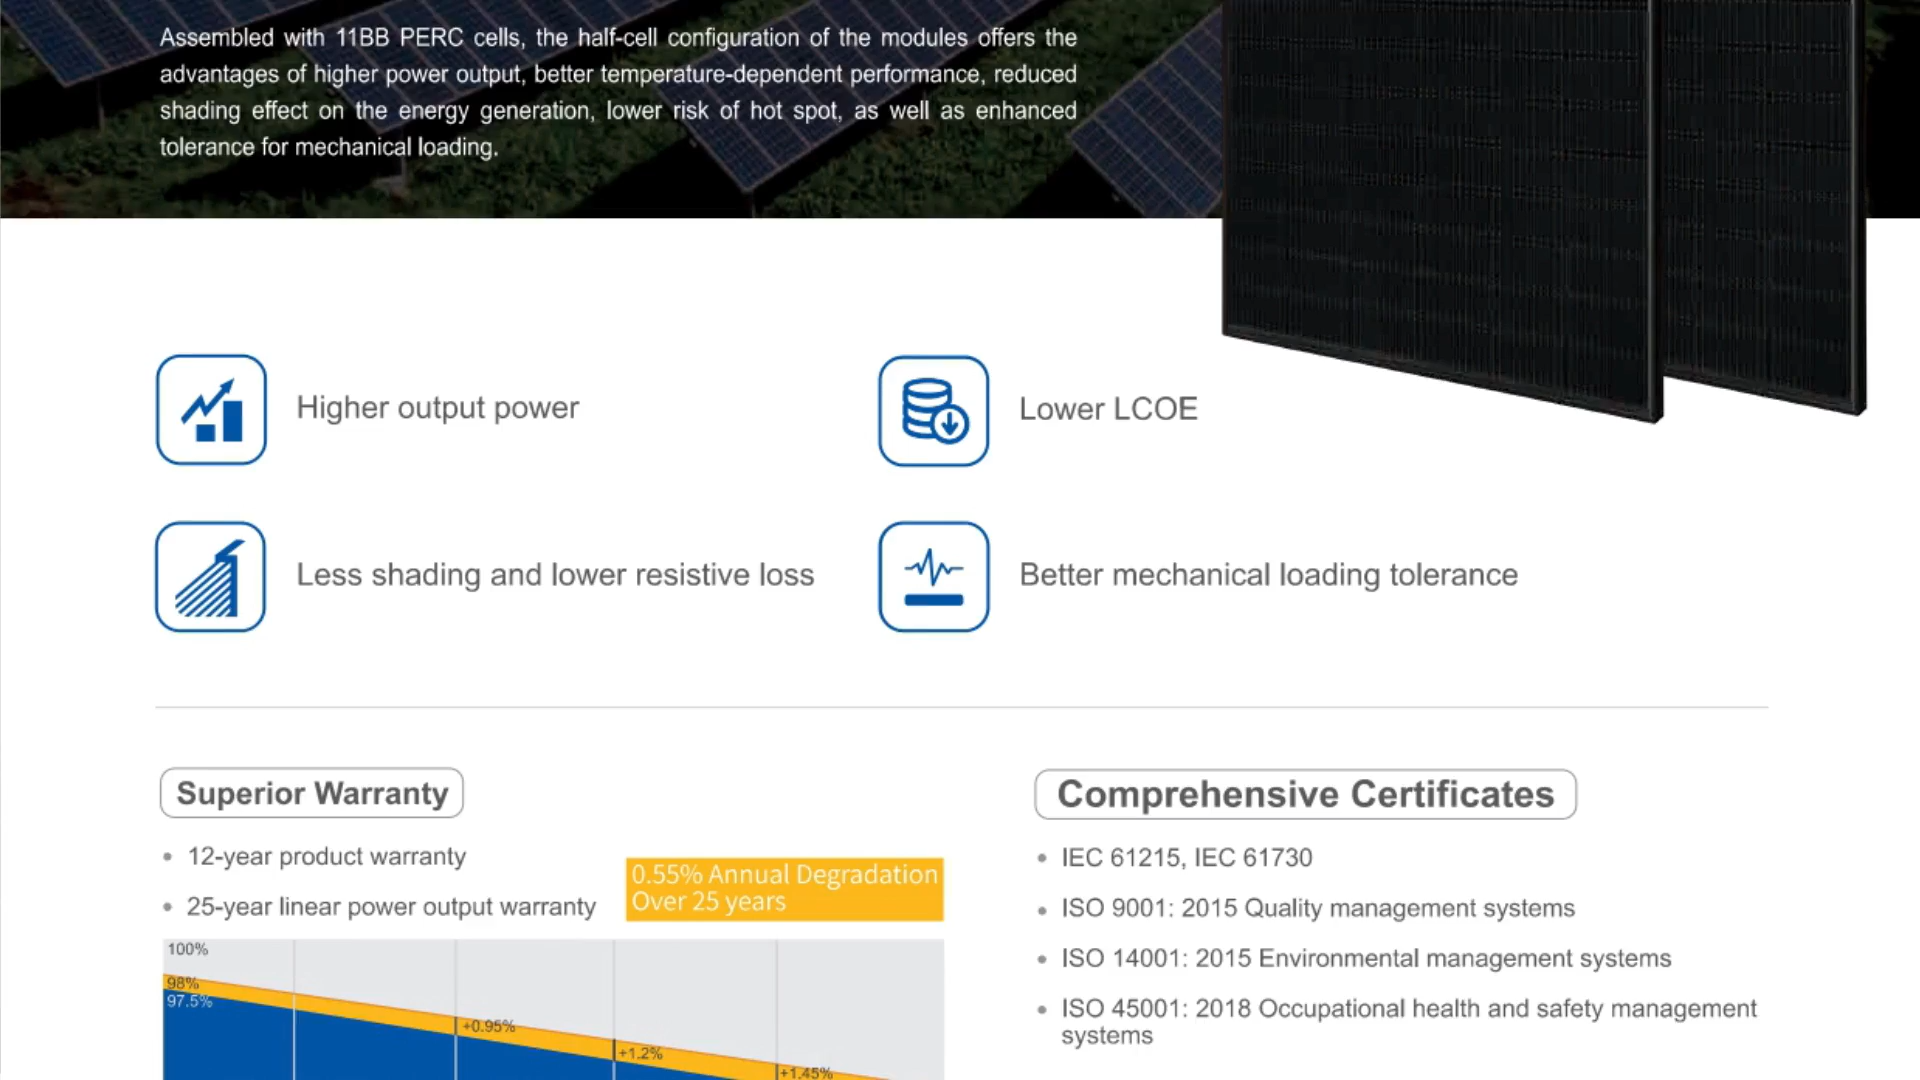 Assembled with 11BB PERC cells, the half-cell configuration of the modules offers the
advantages of higher power output, better temperature-dependent performance, reduced
shading effect on the energy generation, lower risk of hot spot, as well as enhanced
tolerance for mechanical loading.
Higher output power
Lower LCOE
Less shading and lower resistive loss
Better mechanical loading tolerance
Superior Warranty
• 12-year product warranty
• 25-year linear power output warranty
0.55% Annual Degradation
Over 25 years
100%
98%
97.5%
+0.95%
+1.2%
+1.45%
Comprehensive Certificates
• IEC 61215, IEC 61730
• ISO 9001: 2015 Quality management systems
• ISO 14001: 2015 Environmental management systems
• ISO 45001: 2018 Occupational health and safety management
systems